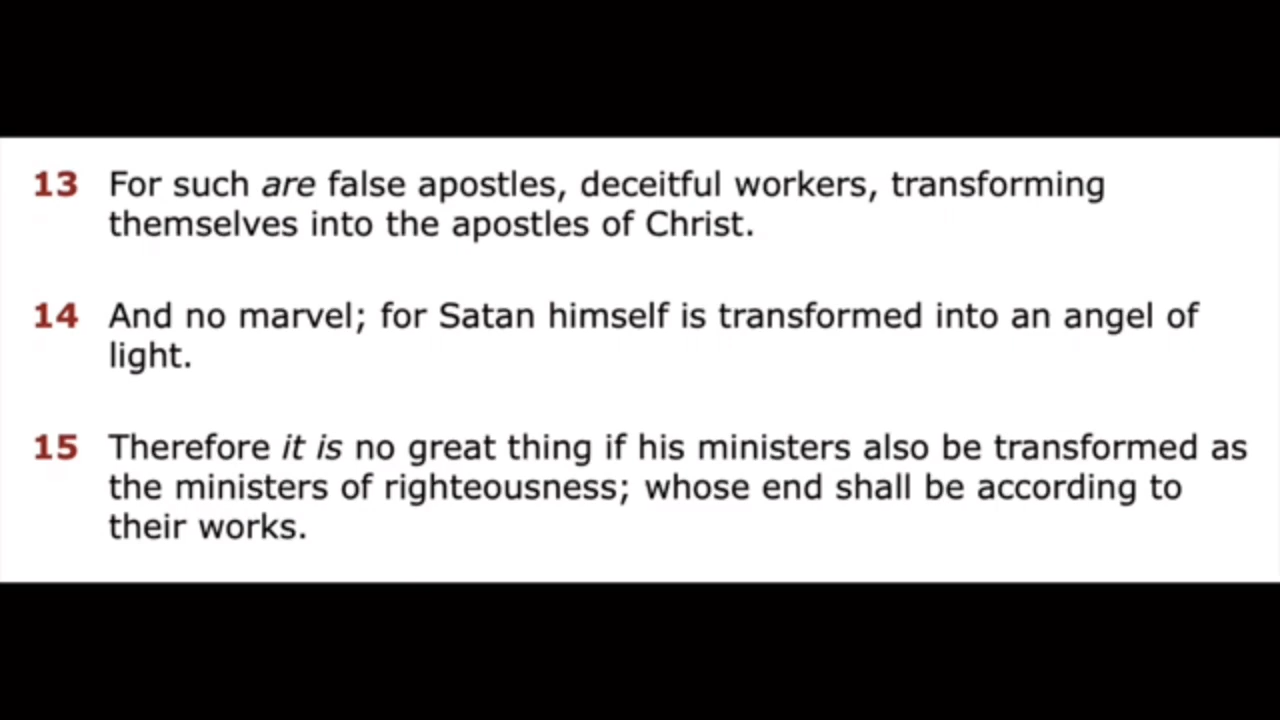 13 For such are false apostles, deceitful workers, transforming
themselves into the apostles of Christ.
14 And no marvel; for Satan himself is transformed into an angel of
light.
15 Therefore it is no great thing if his ministers also be transformed as
the ministers of righteousness; whose end shall be according to
their works.